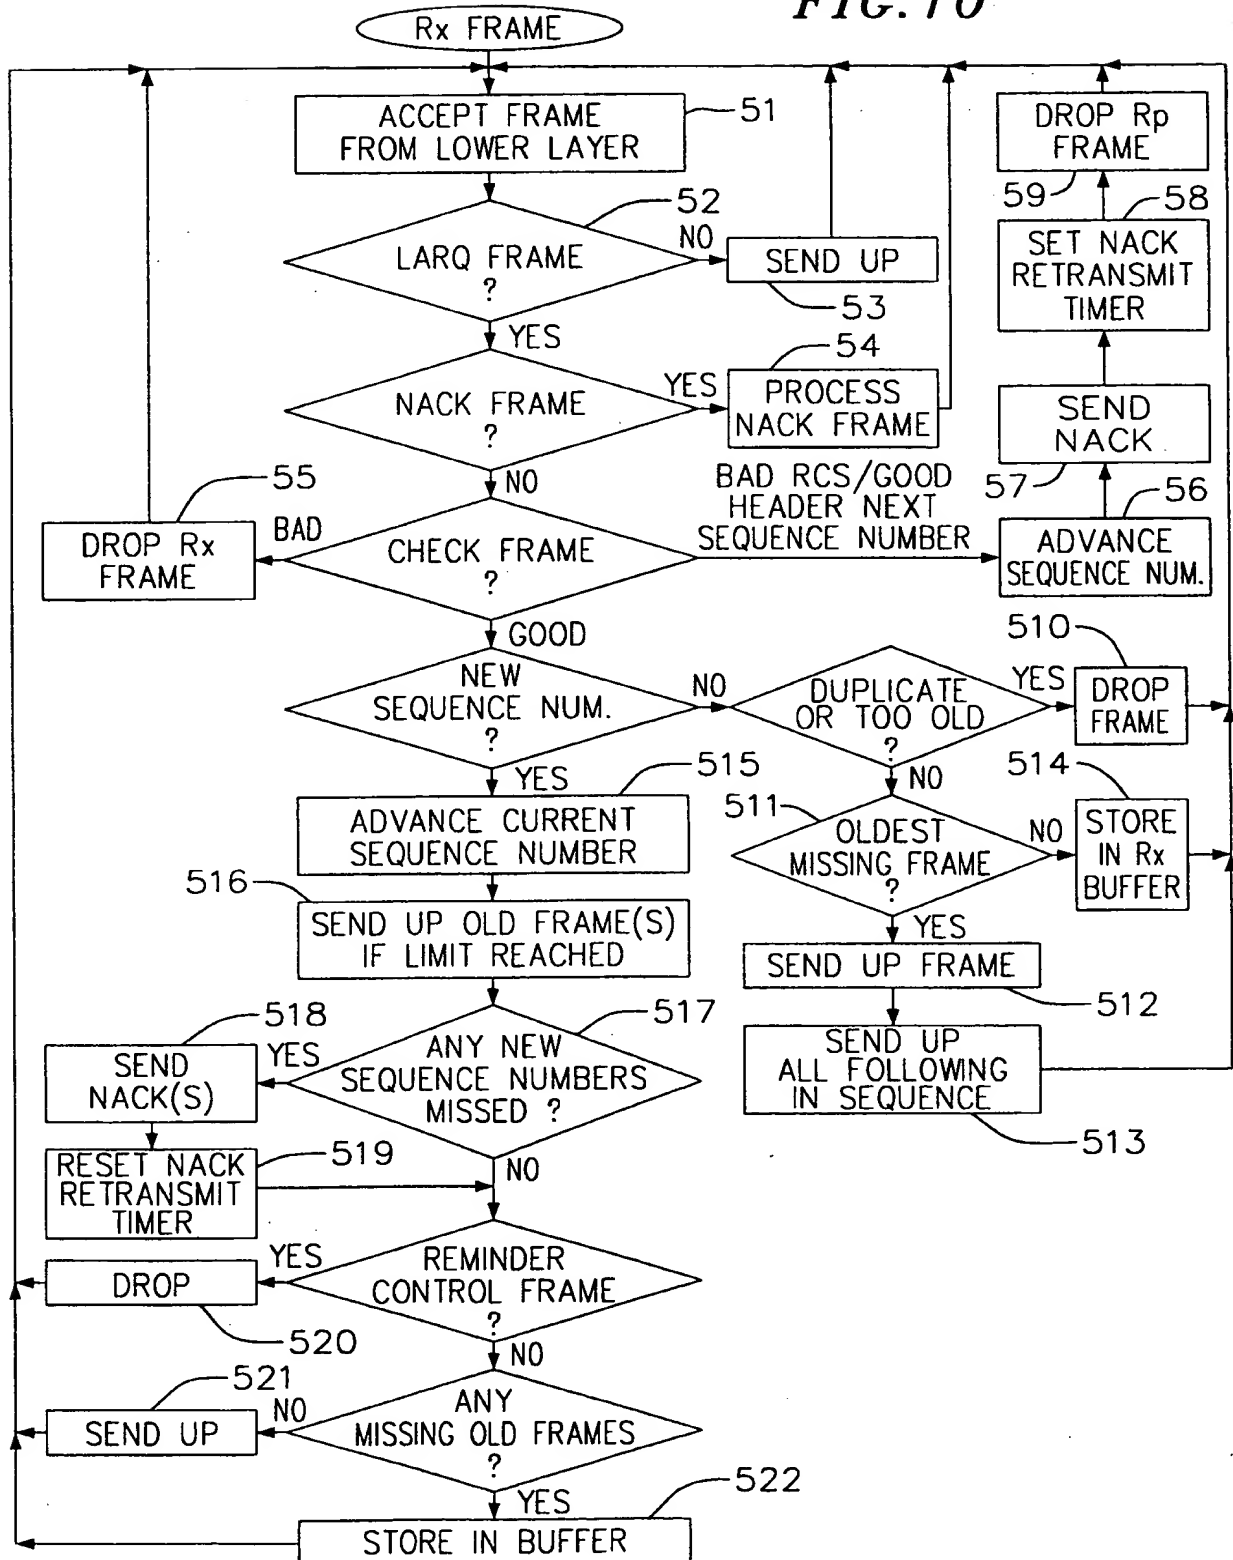 FIG. 70
Rx FRAME
ACCEPT FRAME
FROM LOWER LAYER
51
DROP Rp
FRAME
59
52
LARQ FRAME
?
NO
SEND UP
53
58
SET NACK
RETRANSMIT
TIMER
YES
NACK FRAME
?
YES
54
PROCESS
NACK FRAME
SEND
NACK
57
NO
55
DROP Rx
FRAME
BAD
CHECK FRAME
?
BAD RCS/GOOD
HEADER NEXT
SEQUENCE NUMBER
56
ADVANCE
SEQUENCE NUM.
GOOD
NEW
SEQUENCE NUM.
?
NO
DUPLICATE
OR TOO OLD
?
YES
510
DROP
FRAME
YES
515
ADVANCE CURRENT
SEQUENCE NUMBER
NO
511
OLDEST
MISSING FRAME
?
NO
514
STORE
IN Rx
BUFFER
516
SEND UP OLD FRAME(S)
IF LIMIT REACHED
YES
SEND UP FRAME
512
518
SEND
NACK(S)
YES
ANY NEW
SEQUENCE NUMBERS
MISSED ?
517
SEND UP
ALL FOLLOWING
IN SEQUENCE
513
RESET NACK
RETRANSMIT
TIMER
519
NO
YES
DROP
520
REMINDER
CONTROL FRAME
?
NO
521
SEND UP
NO
ANY
MISSING OLD FRAMES
?
YES
522
STORE IN BUFFER